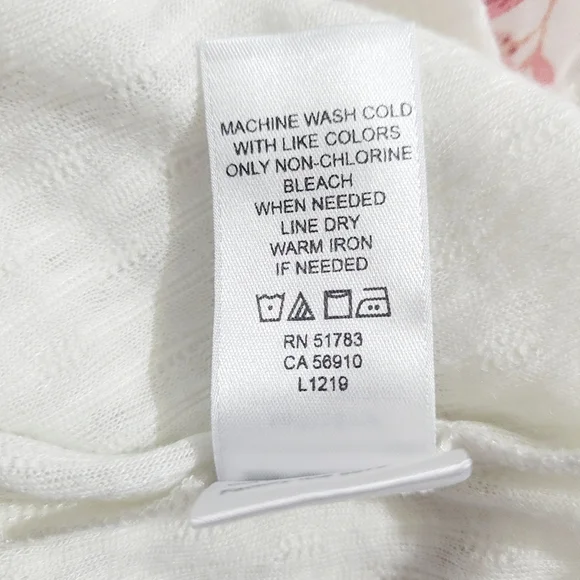 MACHINE WASH COLD
WITH LIKE COLORS
ONLY NON-CHLORINE
BLEACH
WHEN NEEDED
LINE DRY
WARM IRON
IF NEEDED
RN 51783
CA 56910
L1219